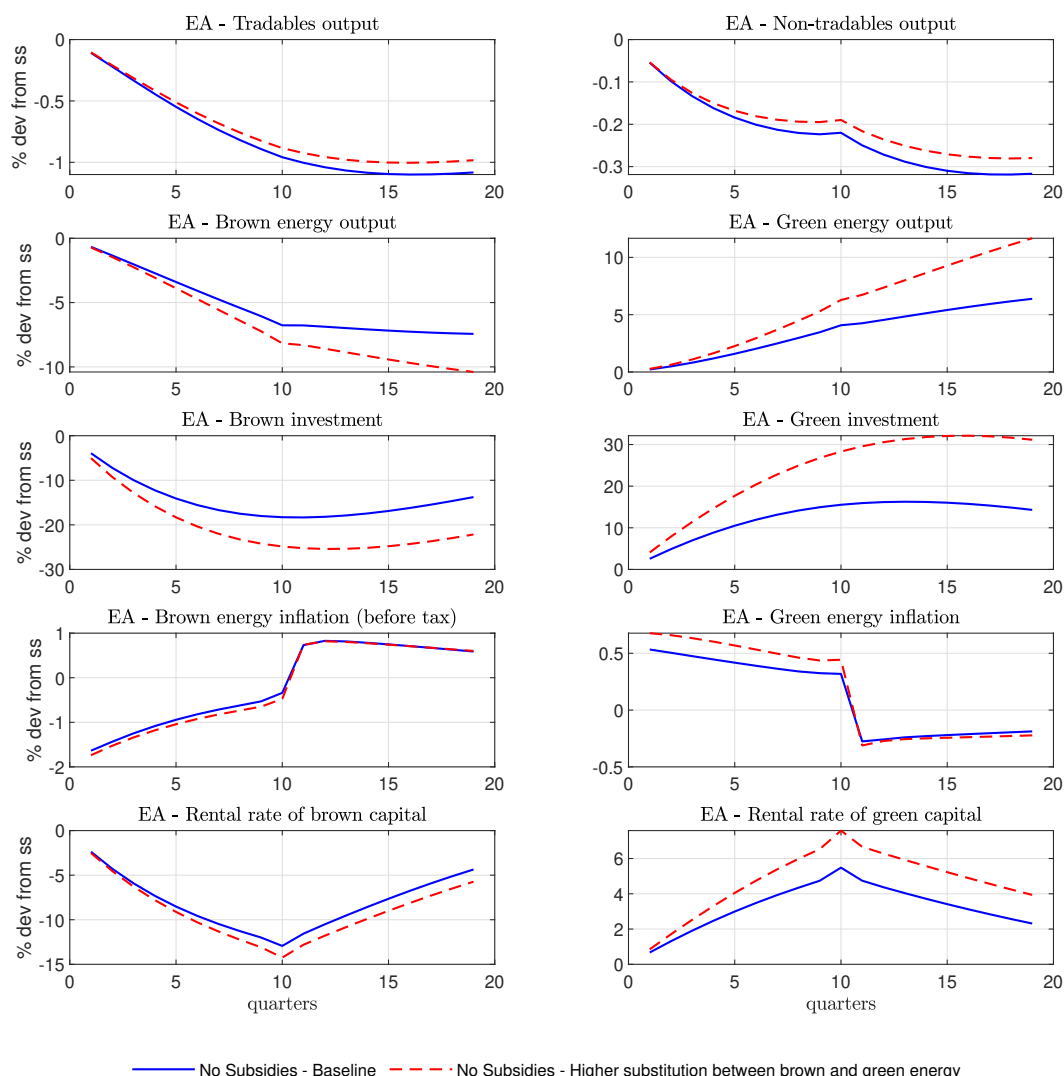 EA - Tradables output
EA - Non-tradables output
% dev from ss
0
-0.5
-1
0 5 10 15 20
0
-0.1
-0.2
-0.3
0 5 10 15 20
EA - Brown energy output
EA - Green energy output
% dev from ss
0
-5
-10
0 5 10 15 20
10
5
0
0 5 10 15 20
EA - Brown investment
EA - Green investment
% dev from ss
0
-10
-20
-30
0 5 10 15 20
30
20
10
0
0 5 10 15 20
EA - Brown energy inflation (before tax)
EA - Green energy inflation
% dev from ss
1
0
-1
-2
0 5 10 15 20
0.5
0
-0.5
0 5 10 15 20
EA - Rental rate of brown capital
EA - Rental rate of green capital
% dev from ss
0
-5
-10
-15
0 5 10 15 20
quarters
6
4
2
0
0 5 10 15 20
quarters
No Subsidies - Baseline
No Subsidies - Higher substitution between brown and green energy